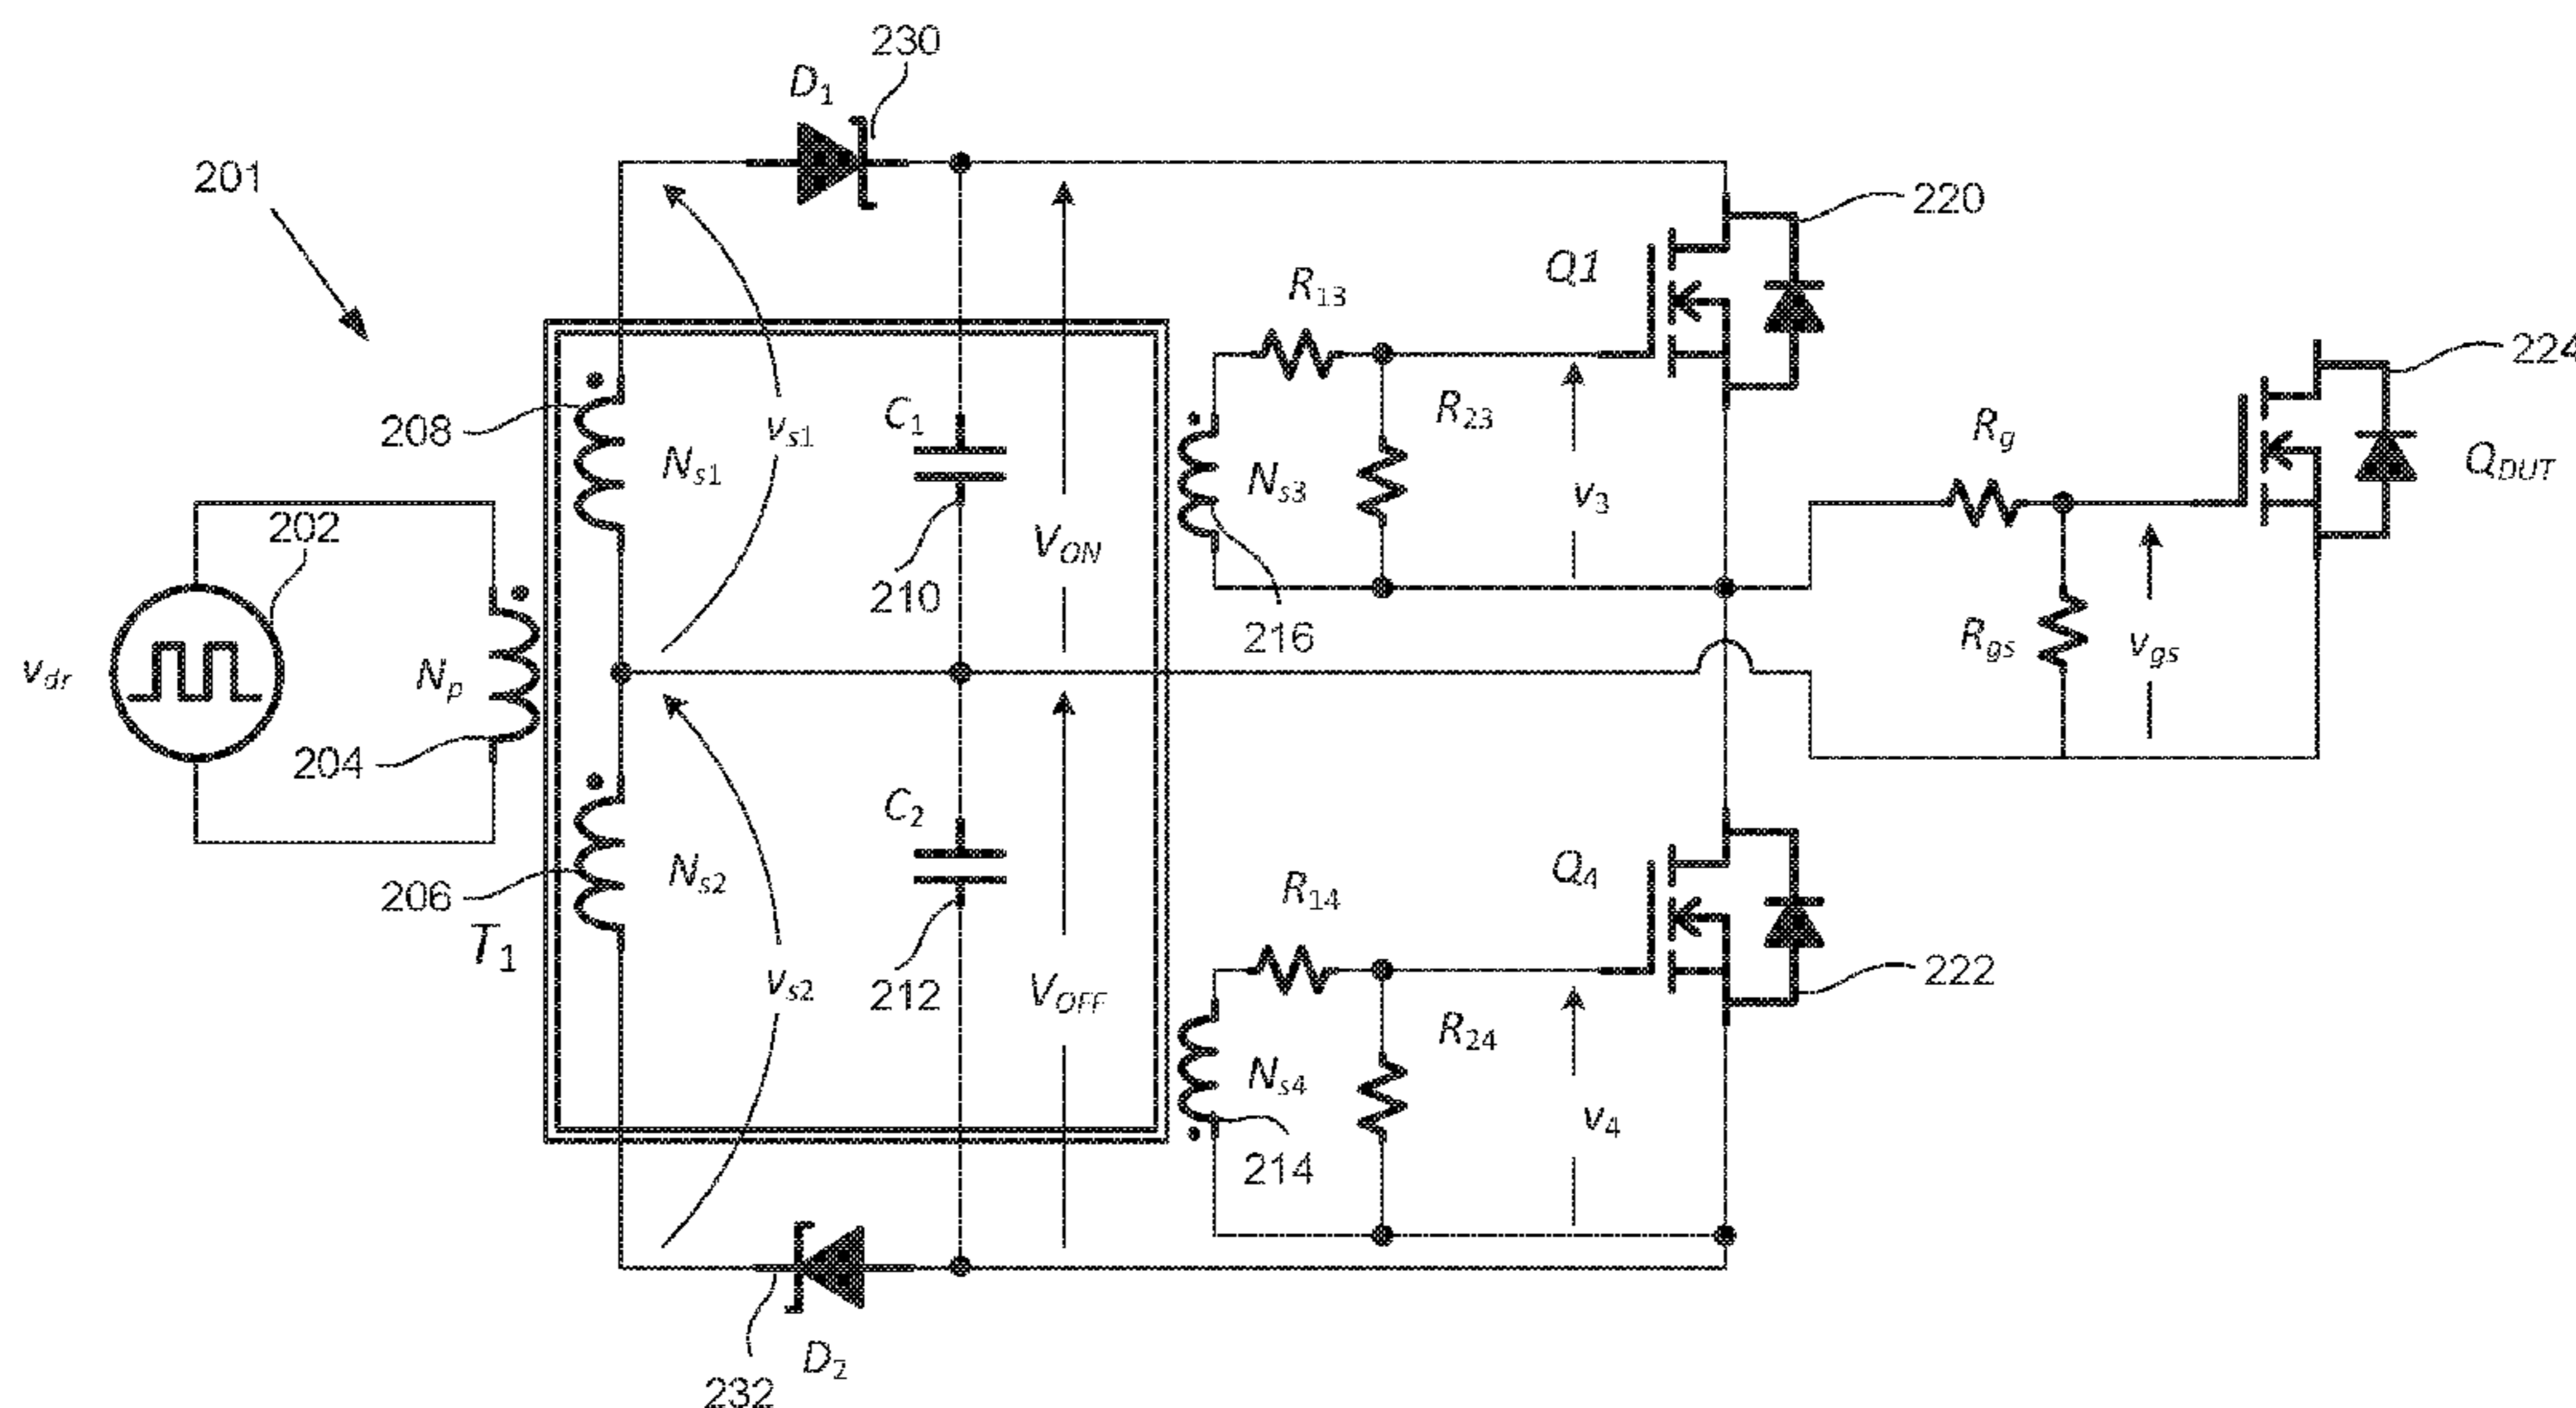 230
D1
201
220
Q1
R13
224
208
vs1
C1
R23
Rg
QDUT
Ns1
Ns3
v3
202
VON
210
Rgs
vgs
216
vdr
Np
204
C2
Q4
Ns2
R14
206
T1
vs2
212
VOFF
222
R24
Ns4
v4
214
D2
232